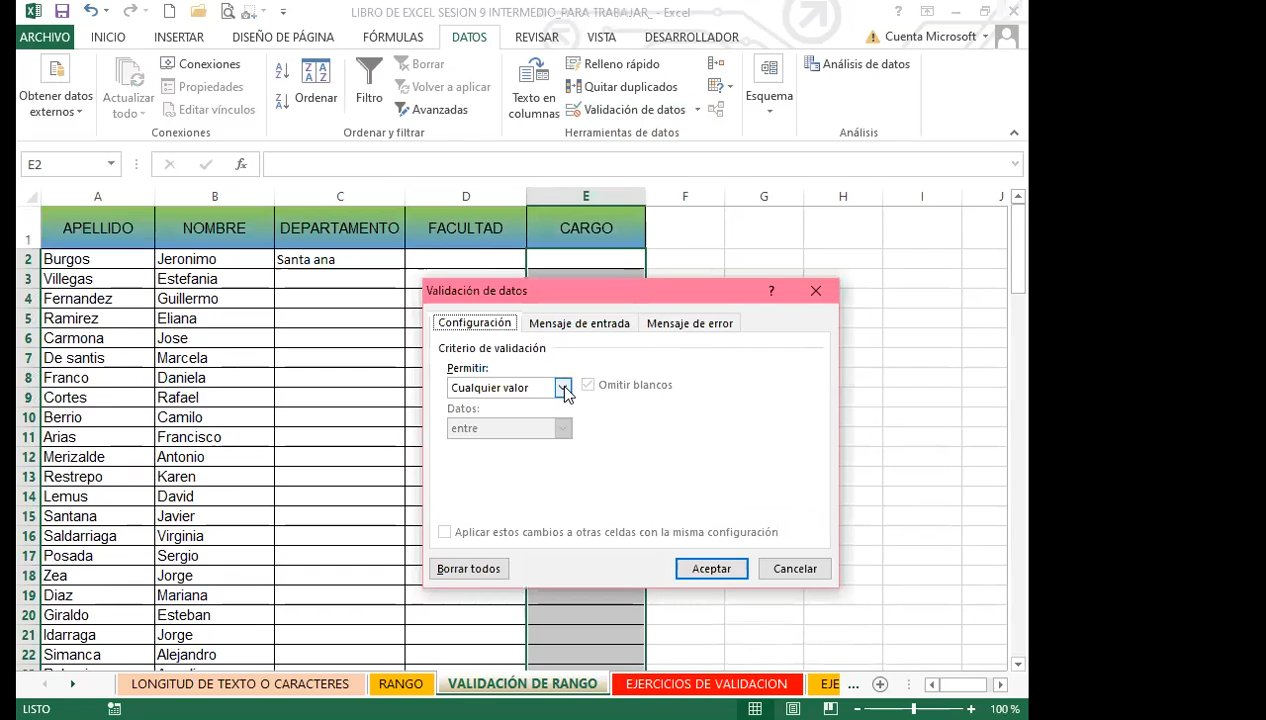 LIBRO DE EXCEL SESION 9 INTERMEDIO_PARA TRABAJAR_ - Excel
ARCHIVO INICIO INSERTAR DISEÑO DE PÁGINA FÓRMULAS DATOS REVISAR VISTA DESARROLLADOR Cuenta Microsoft
Obtener datos externos
Actualizar todo
Conexiones
Propiedades
Editar vínculos
Conexiones
Ordenar
Filtro
Borrar
Volver a aplicar
Avanzadas
Ordenar y filtrar
Texto en columnas
Relleno rápido
Quitar duplicados
Validación de datos
Herramientas de datos
Esquema
Análisis de datos
Análisis
E2 fx
A B C D E F G H I J
1 APELLIDO NOMBRE DEPARTAMENTO FACULTAD CARGO
2 Burgos Jeronimo Santa ana
3 Villegas Estefania
4 Fernandez Guillermo
5 Ramirez Eliana
6 Carmona Jose
7 De santis Marcela
8 Franco Daniela
9 Cortes Rafael
10 Berrio Camilo
11 Arias Francisco
12 Merizalde Antonio
13 Restrepo Karen
14 Lemus David
15 Santana Javier
16 Saldarriaga Virginia
17 Posada Sergio
18 Zea Jorge
19 Diaz Mariana
20 Giraldo Esteban
21 Idarraga Jorge
22 Simanca Alejandro
Validación de datos ?
Configuración Mensaje de entrada Mensaje de error
Criterio de validación
Permitir:
Cualquier valor Omitir blancos
Datos:
entre
Aplicar estos cambios a otras celdas con la misma configuración
Borrar todos Aceptar Cancelar
LONGITUD DE TEXTO O CARACTERES RANGO VALIDACIÓN DE RANGO EJERCICIOS DE VALIDACION EJE ...
LISTO 100 %